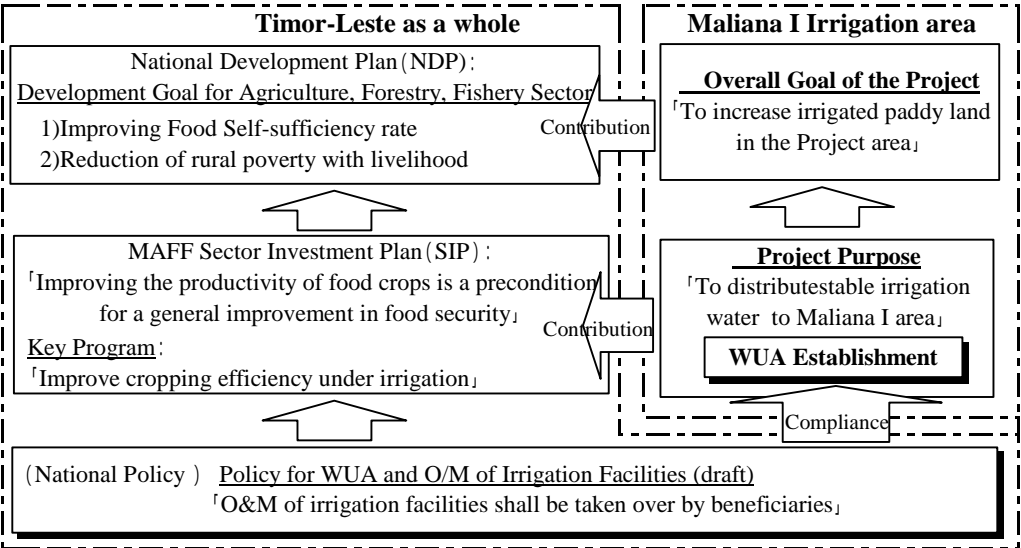 Timor-Leste as a whole
National Development Plan(NDP):
Development Goal for Agriculture, Forestry, Fishery Sector
1)Improving Food Self-sufficiency rate
2)Reduction of rural poverty with livelihood
MAFF Sector Investment Plan(SIP):
「Improving the productivity of food crops is a precondition
for a general improvement in food security」
Key Program:
「Improve cropping efficiency under irrigation」
Maliana I Irrigation area
Overall Goal of the Project
「To increase irrigated paddy land
in the Project area」
Contribution
Project Purpose
「To distributestable irrigation
water to Maliana I area」
WUA Establishment
Contribution
Compliance
(National Policy) Policy for WUA and O/M of Irrigation Facilities (draft)
「O&M of irrigation facilities shall be taken over by beneficiaries」